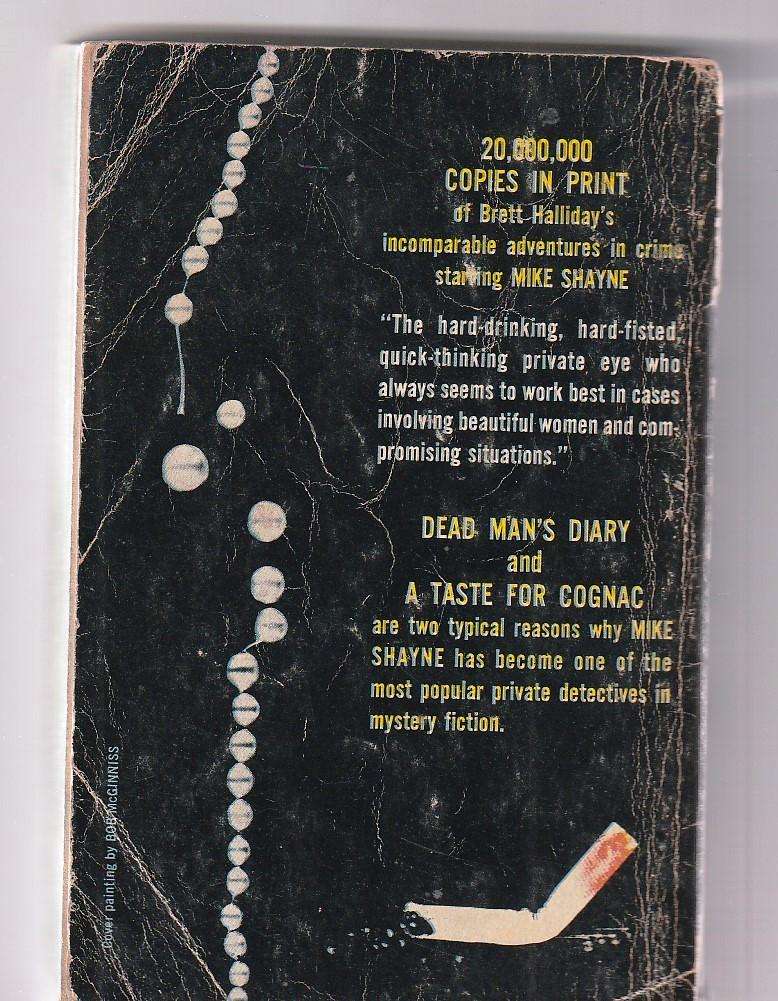 20,000,000
COPIES IN PRINT
of Brett Halliday's
incomparable adventures in crime
starring MIKE SHAYNE
“The hard-drinking, hard-fisted,
quick-thinking private eye who
always seems to work best in cases
involving beautiful women and com-
promising situations.”
DEAD MAN'S DIARY
and
A TASTE FOR COGNAC
are two typical reasons why MIKE
SHAYNE has become one of the
most popular private detectives in
mystery fiction.
Cover painting by BOB McGINNISS